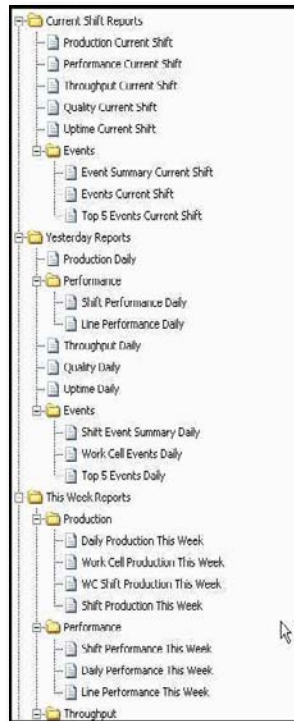 Current Shift Reports
Production Current Shift
Performance Current Shift
Throughput Current Shift
Quality Current Shift
Uptime Current Shift
Events
Event Summary Current Shift
Events Current Shift
Top 5 Events Current Shift
Yesterday Reports
Production Daily
Performance
Shift Performance Daily
Line Performance Daily
Throughput Daily
Quality Daily
Uptime Daily
Events
Shift Event Summary Daily
Work Cell Events Daily
Top 5 Events Daily
This Week Reports
Production
Daily Production This Week
Work Cell Production This Week
WC Shift Production This Week
Shift Production This Week
Performance
Shift Performance This Week
Daily Performance This Week
Line Performance This Week
Throughput